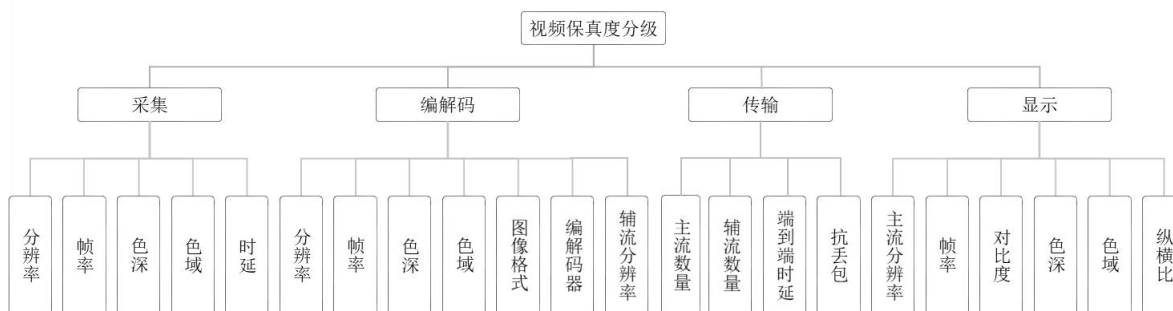 视频保真度分级
采集
编解码
传输
显示
分辨率
帧率
色深
色域
时延
分辨率
帧率
色深
色域
图像格式
编解码器
辅流分辨率
主流数量
辅流数量
端到端时延
抗丢包
主流分辨率
帧率
对比度
色深
色域
纵横比